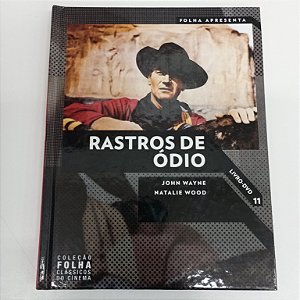 FOLHA APRESENTA
RASTROS DE
ÓDIO
JOHN WAYNE
NATALIE WOOD
LIVRO-DVD 11
COLEÇÃO
FOLHA
CLÁSSICOS
DO CINEMA